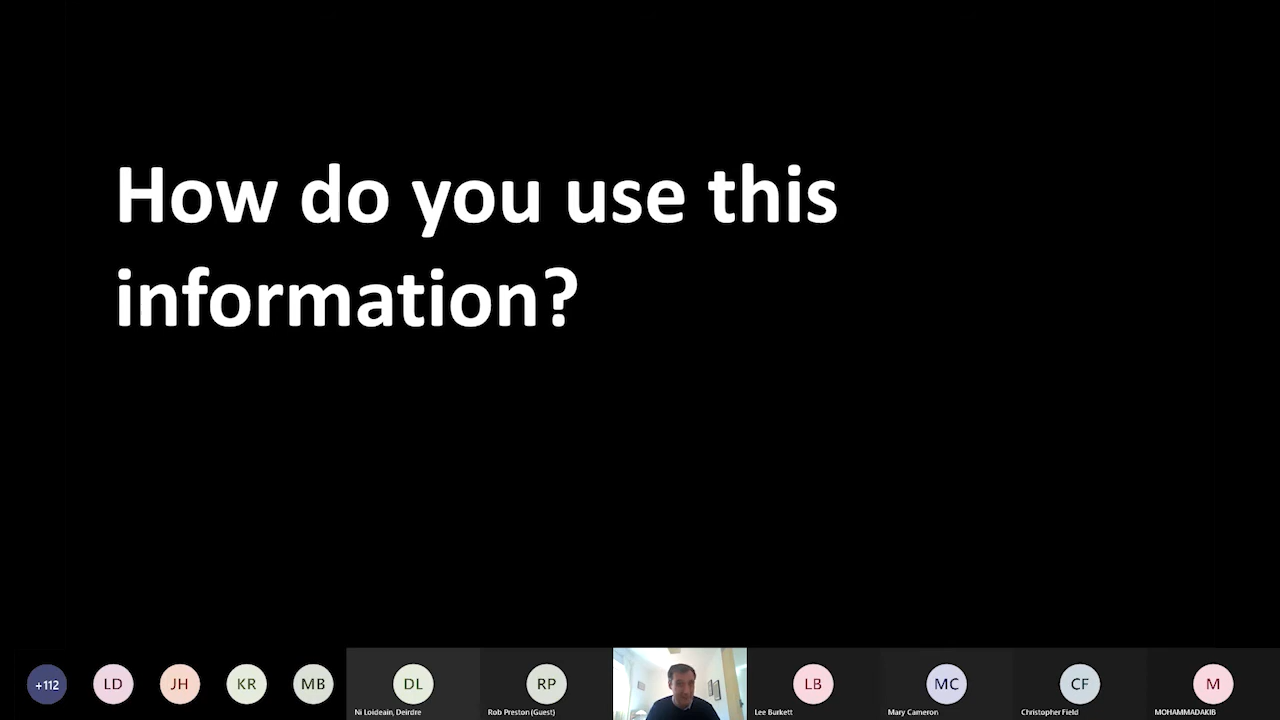 How do you use this
information?
+112
LD
JH
KR
MB
DL
RP
LB
MC
CF
M
Ni Loideain, Deirdre
Rob Preston (Guest)
Lee Burkett
Mary Cameron
Christopher Field
MOHAMMADAKIB